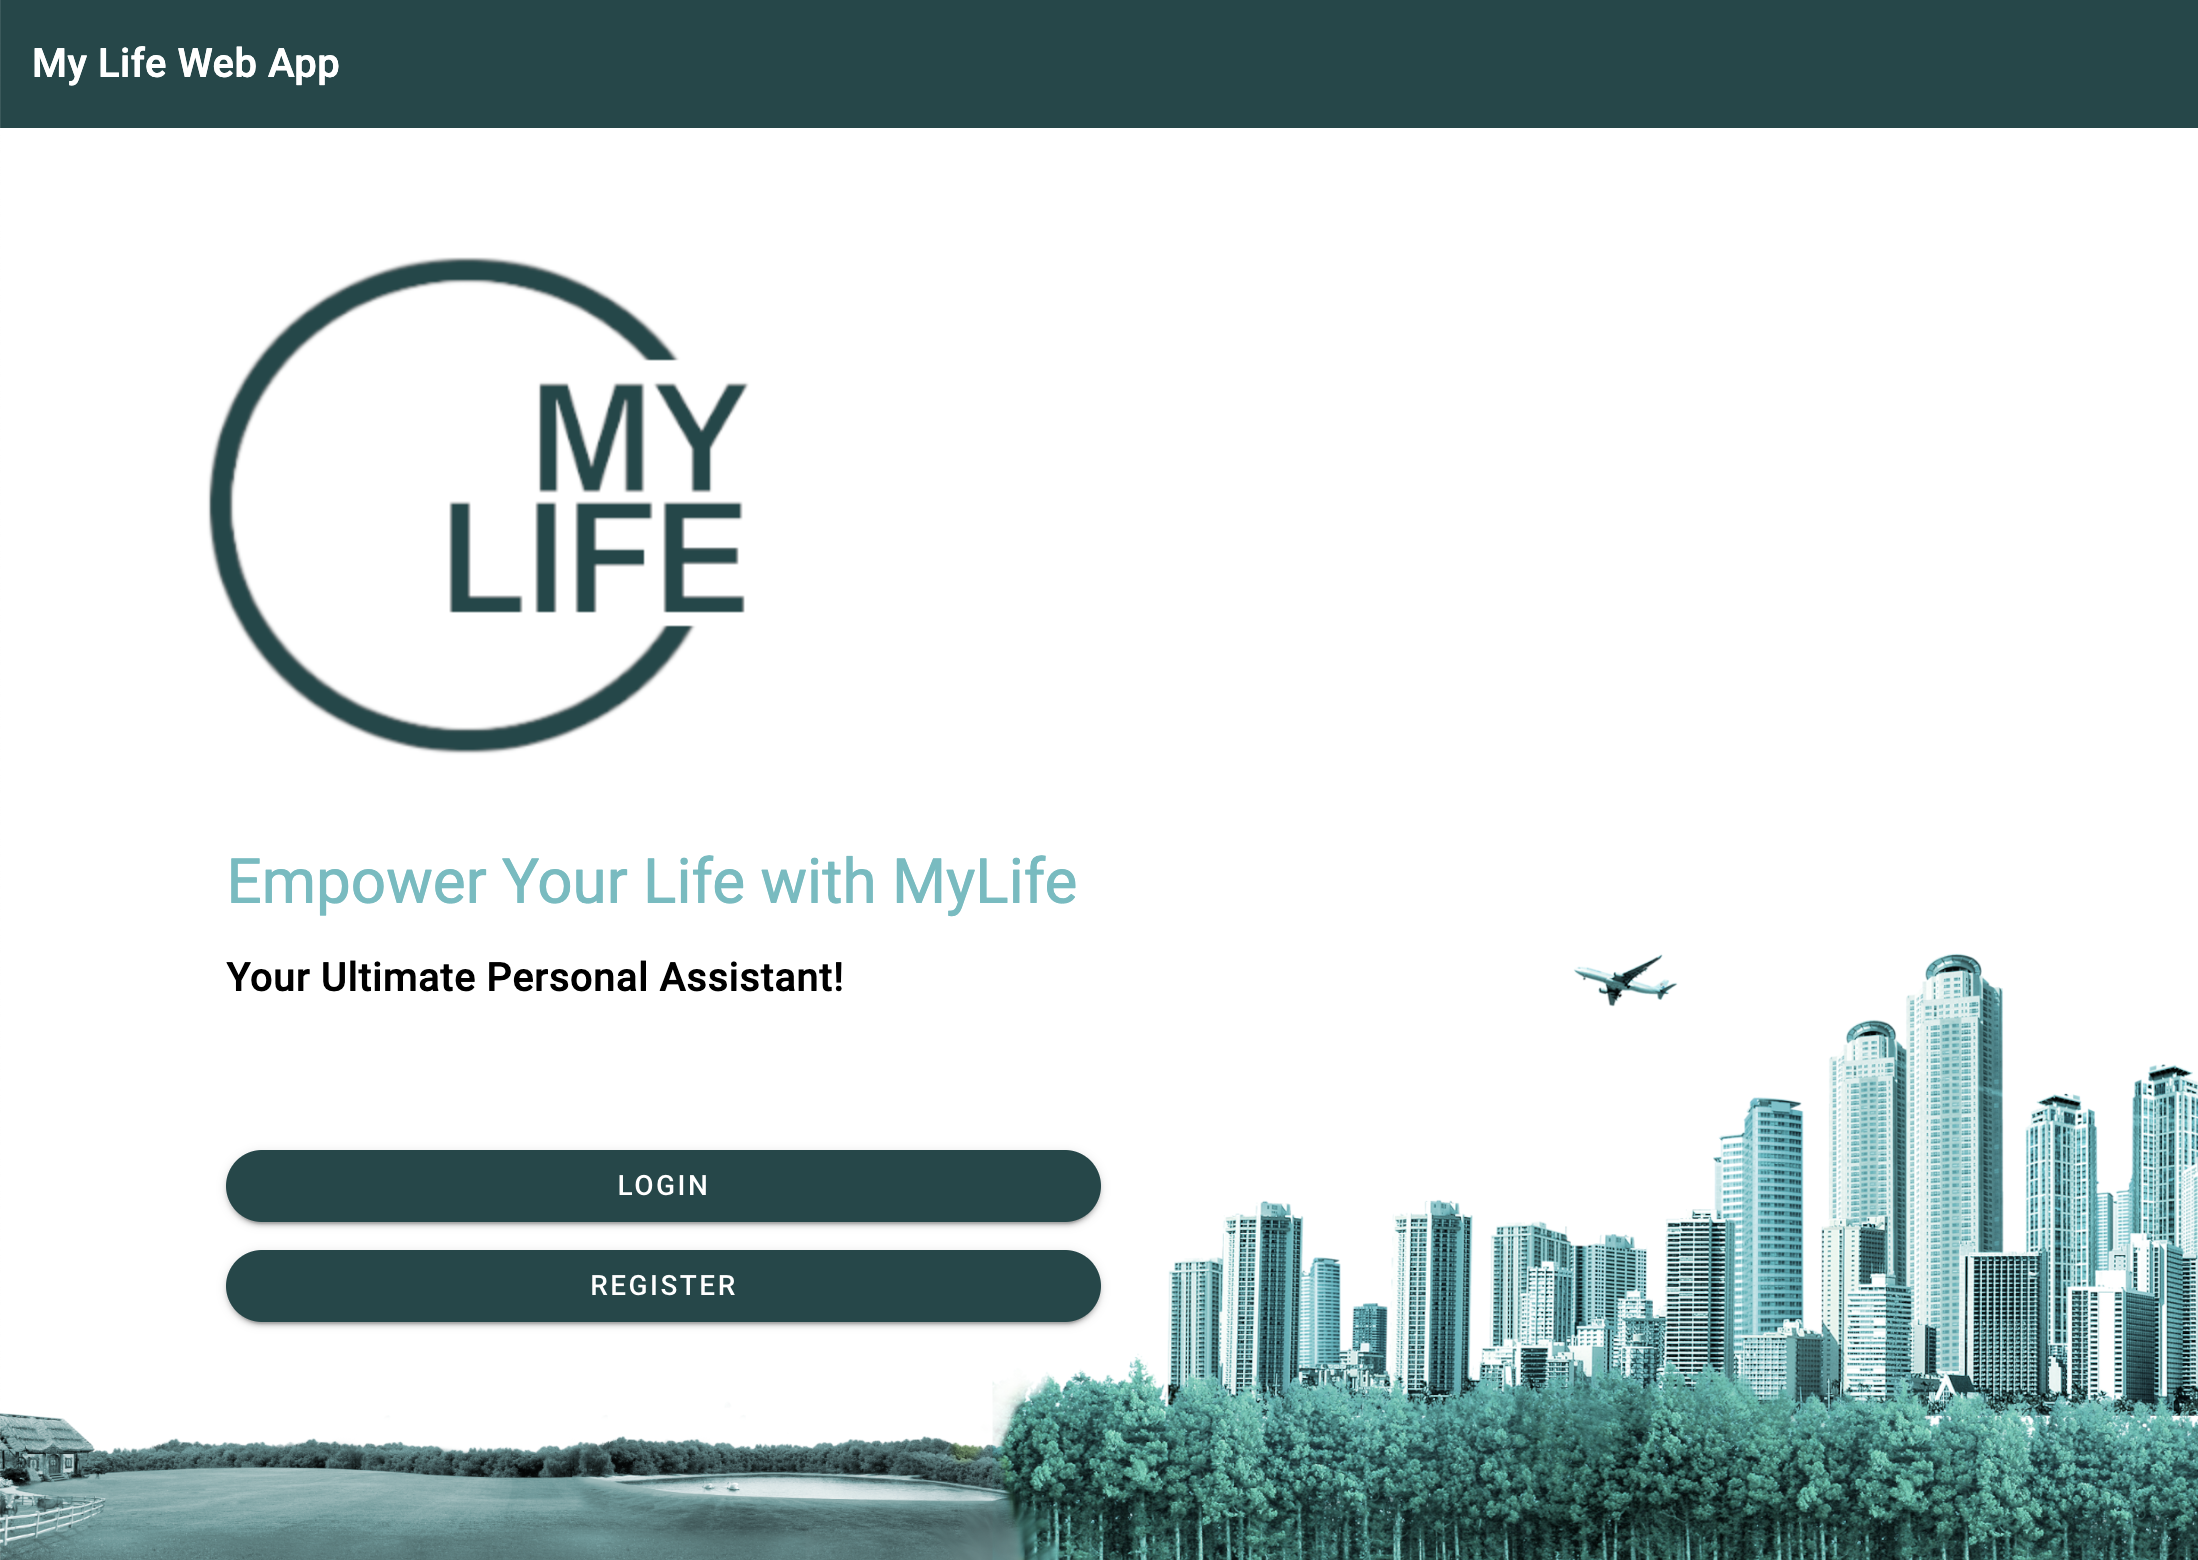 My Life Web App
MY
LIFE
Empower Your Life with MyLife
Your Ultimate Personal Assistant!
LOGIN
REGISTER